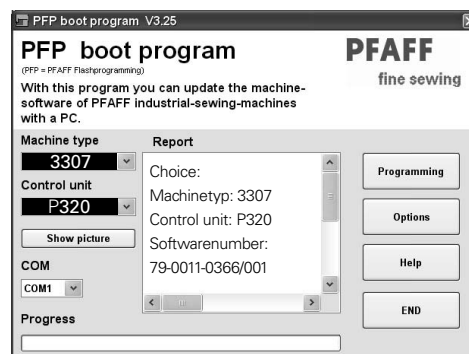 PFP boot program V3.25
PFP boot program
(PFP = PFAFF Flashprogramming)
With this program you can update the machine-
software of PFAFF industrial-sewing-machines
with a PC.
PFAFF
fine sewing
Machine type
3307
Control unit
P320
Show picture
COM
COM1
Progress
Report
Choice:
Machinetyp: 3307
Control unit: P320
Softwarenumber:
79-0011-0366/001
Programming
Options
Help
END